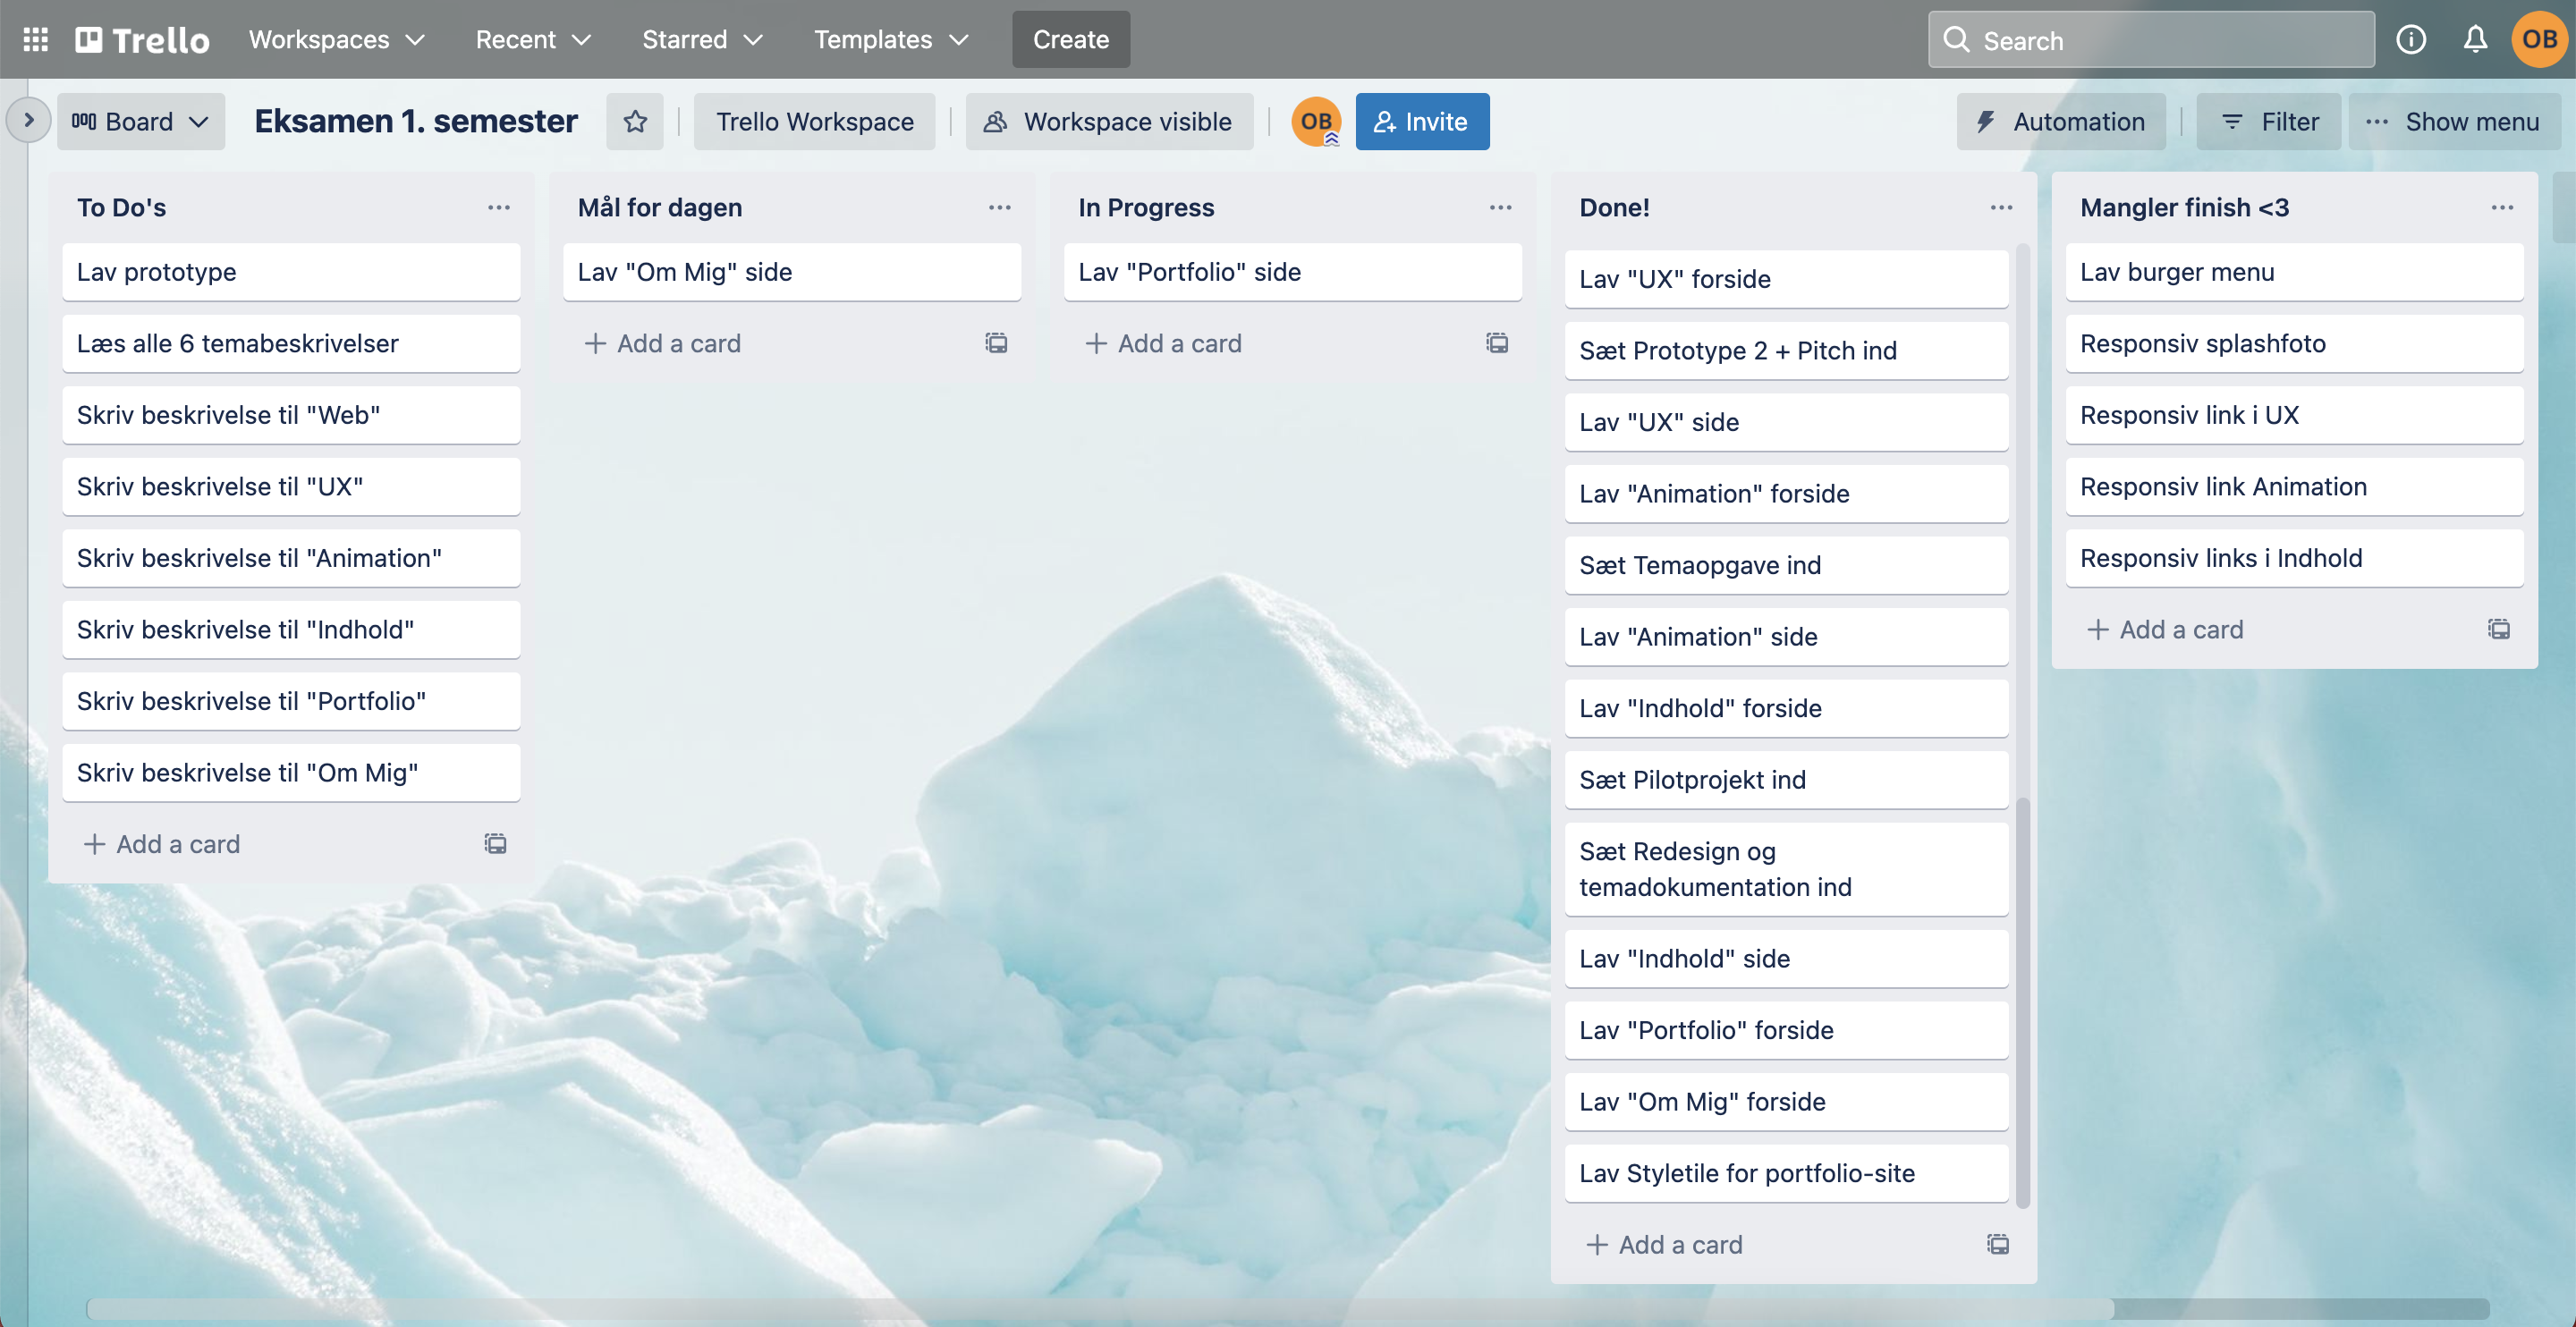 Trello
Workspaces
Recent
Starred
Templates
Create
Search
OB
Board
Eksamen 1. semester
Trello Workspace
Workspace visible
OB
Invite
Automation
Filter
Show menu
To Do's
Lav prototype
Læs alle 6 temabeskrivelser
Skriv beskrivelse til "Web"
Skriv beskrivelse til "UX"
Skriv beskrivelse til "Animation"
Skriv beskrivelse til "Indhold"
Skriv beskrivelse til "Portfolio"
Skriv beskrivelse til "Om Mig"
Add a card
Mål for dagen
Lav "Om Mig" side
Add a card
In Progress
Lav "Portfolio" side
Add a card
Done!
Lav "UX" forside
Sæt Prototype 2 + Pitch ind
Lav "UX" side
Lav "Animation" forside
Sæt Temaopgave ind
Lav "Animation" side
Lav "Indhold" forside
Sæt Pilotprojekt ind
Sæt Redesign og
temadokumentation ind
Lav "Indhold" side
Lav "Portfolio" forside
Lav "Om Mig" forside
Lav Styletile for portfolio-site
Add a card
Mangler finish <3
Lav burger menu
Responsiv splashfoto
Responsiv link i UX
Responsiv link Animation
Responsiv links i Indhold
Add a card